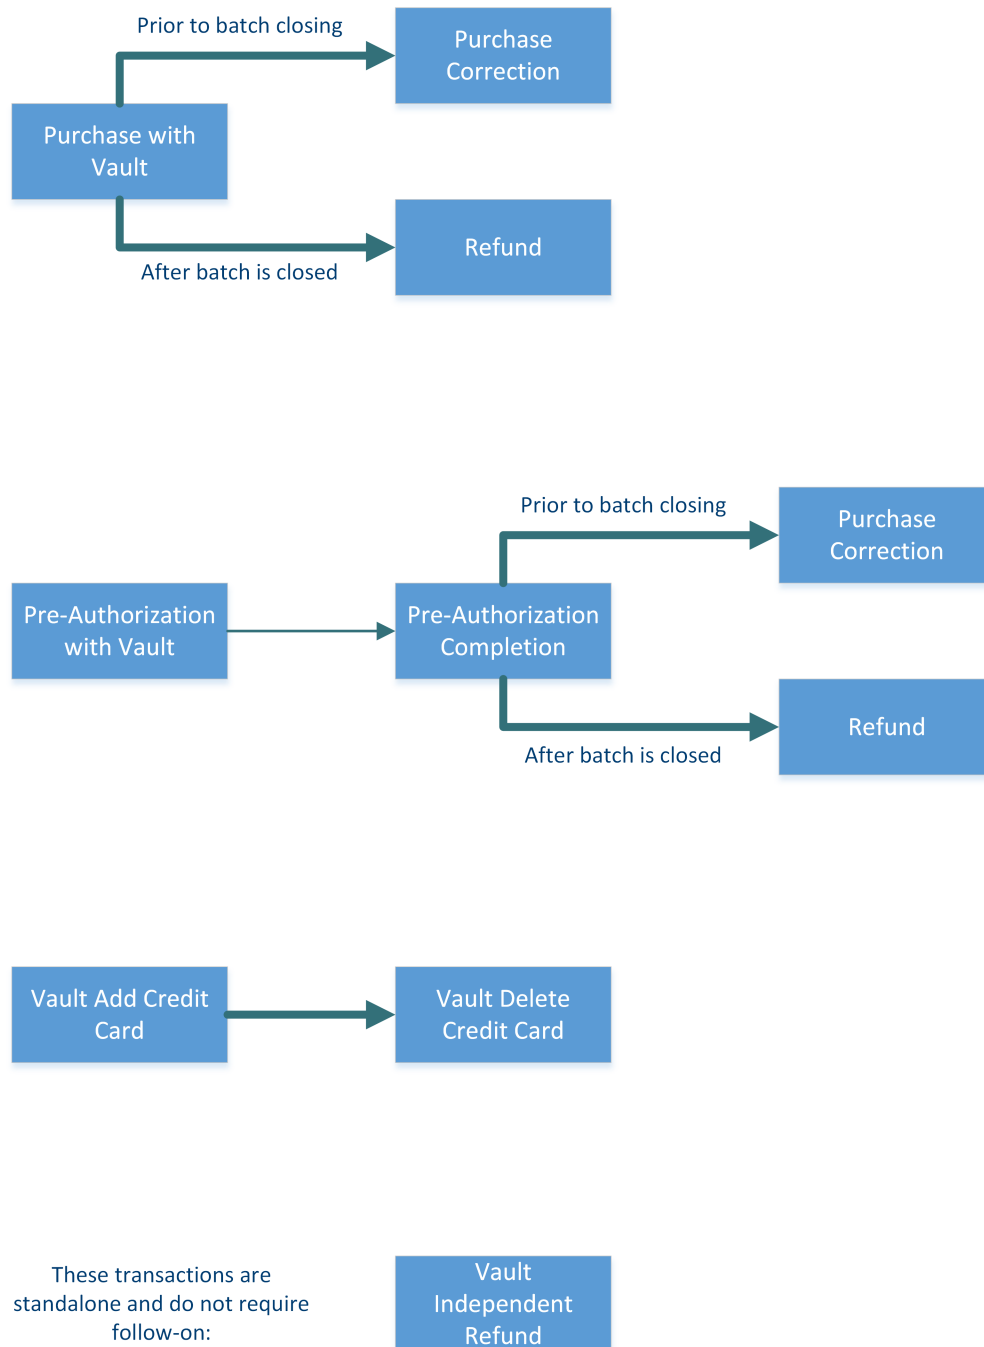 Prior to batch closing
Purchase
Correction
Purchase with
Vault
Refund
After batch is closed
Prior to batch closing
Purchase
Correction
Pre-Authorization
with Vault
Pre-Authorization
Completion
Refund
After batch is closed
Vault Add Credit
Card
Vault Delete
Credit Card
These transactions are
standalone and do not require
follow-on:
Vault
Independent
Refund